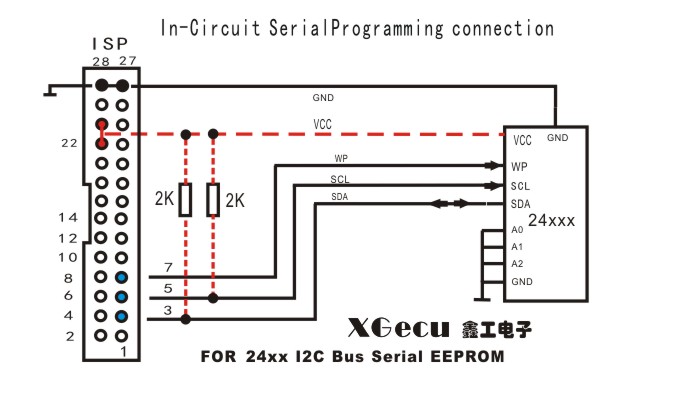 In-Circuit SerialProgramming connection
ISP
28 27
GND
VCC
22
VCC
GND
WP
WP
SCL
SCL
SDA
SDA
2K
2K
24xxx
14
12
10
8
6
4
2
1
7
5
3
A0
A1
A2
GND
XGecu 鑫工电子
FOR 24xx I2C Bus Serial EEPROM